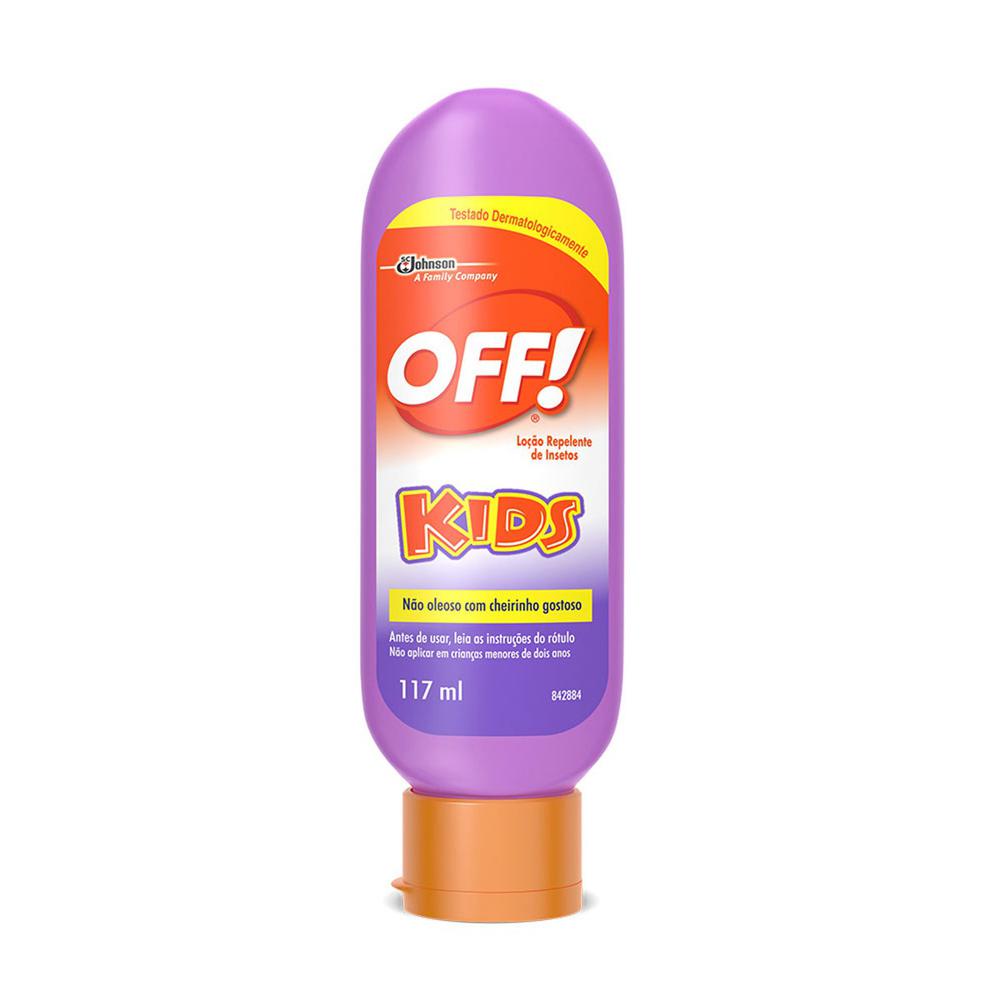 Testado Dermatologicamente
SC Johnson
A Family Company
OFF!
®
Loção Repelente
de Insetos
KIDS
Não oleoso com cheirinho gostoso
Antes de usar, leia as instruções do rótulo
Não aplicar em crianças menores de dois anos
117 ml
842884